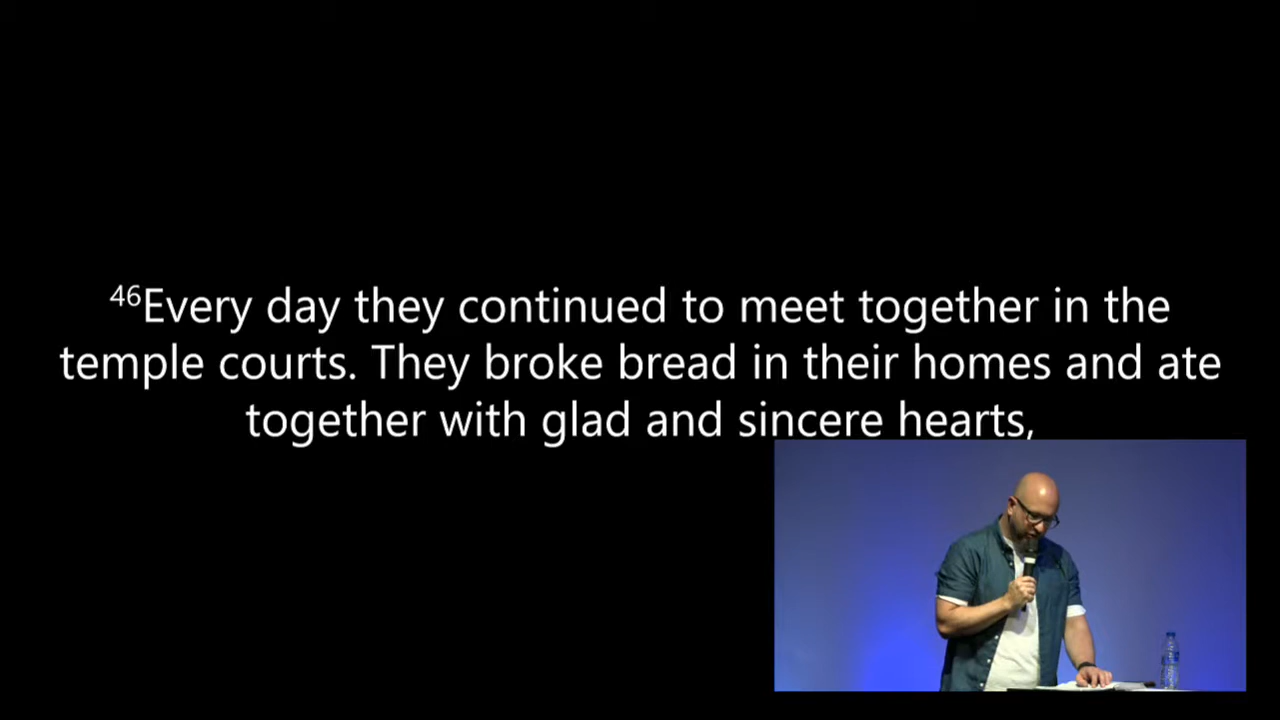 ⁴⁶Every day they continued to meet together in the
temple courts. They broke bread in their homes and ate
together with glad and sincere hearts,